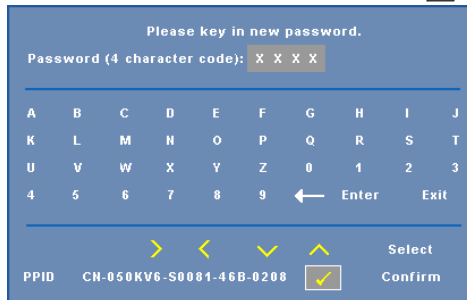 Please key in new password.
Password (4 character code): X X X X
A B C D E F G H I J
K L M N O P Q R S T
U V W X Y Z 0 1 2 3
4 5 6 7 8 9 Enter Exit
Select
PPID CN-050KV6-S0081-46B-0208 Confirm